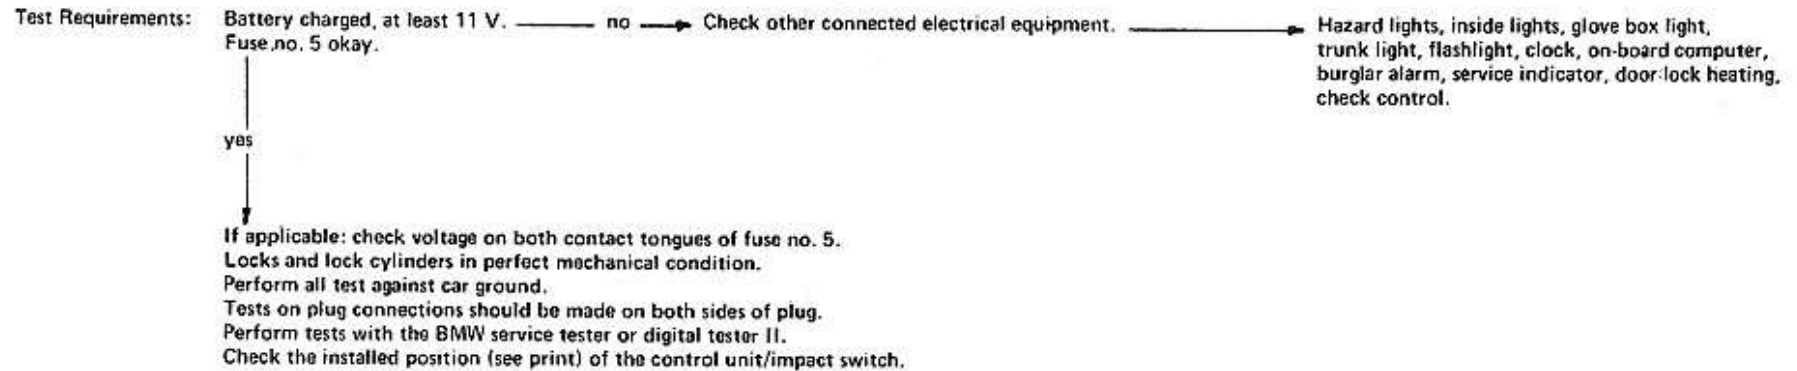 Test Requirements: Battery charged, at least 11 V. no Check other connected electrical equipment. Hazard lights, inside lights, glove box light,
Fuse no. 5 okay. trunk light, flashlight, clock, on-board computer,
burglar alarm, service indicator, door lock heating,
check control.
yes
If applicable: check voltage on both contact tongues of fuse no. 5.
Locks and lock cylinders in perfect mechanical condition.
Perform all test against car ground.
Tests on plug connections should be made on both sides of plug.
Perform tests with the BMW service tester or digital tester II.
Check the installed position (see print) of the control unit/impact switch.